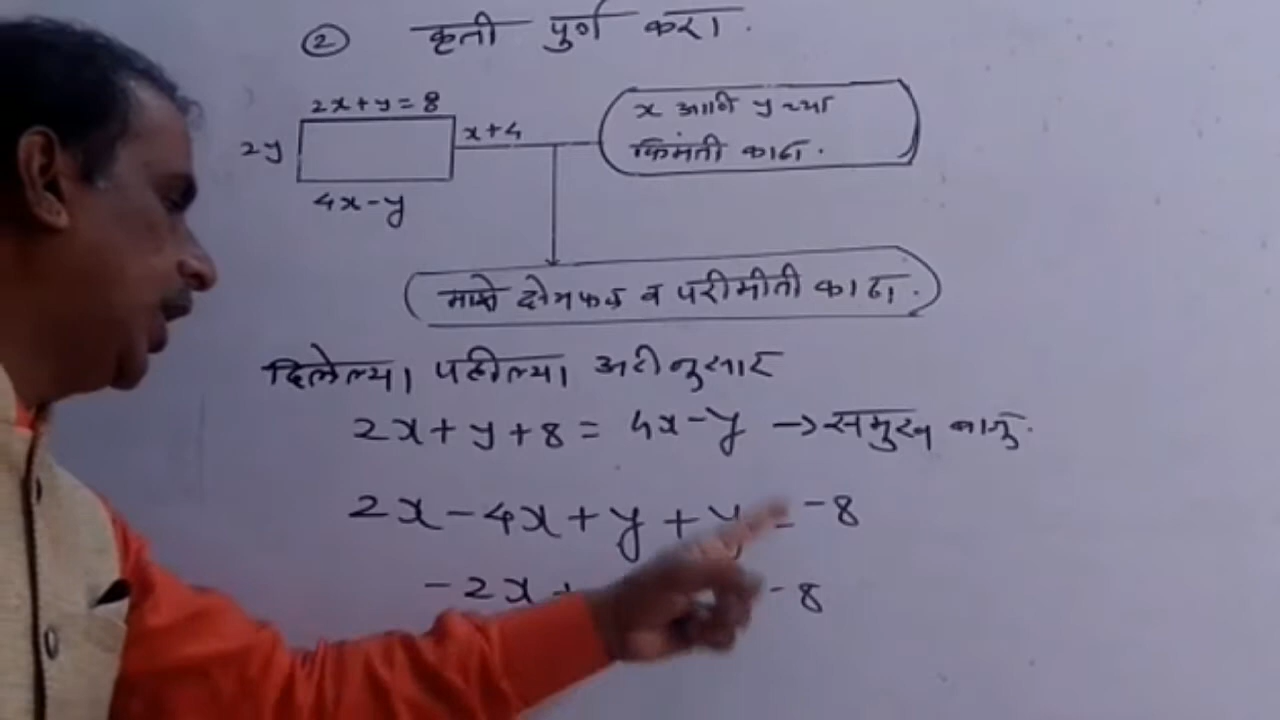 ② कृती पुर्ण करा.
2x+y=8
2y
x+4
4x-y
x आणि y च्या
किंमती काढा.
क्षेत्रफळ व परीमीती काढा.
दिलेल्या पहील्या अटीनुसार
2x+y+8 = 4x-y → समुख बाजु.
2x-4x+y+y = -8
-2x+ -8